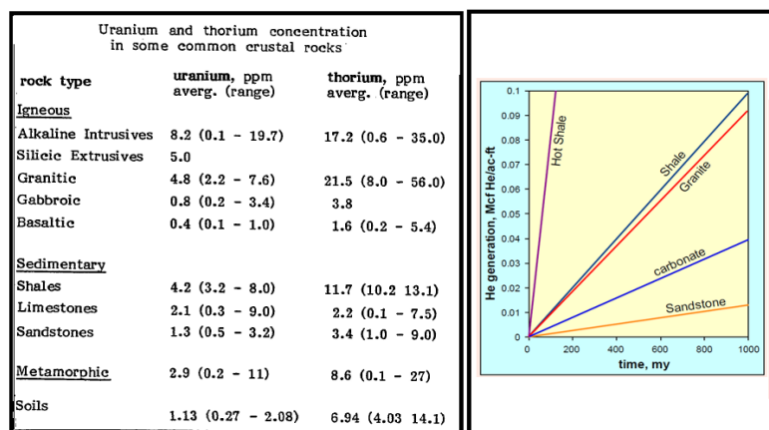 Uranium and thorium concentration
in some common crustal rocks
rock type uranium, ppm averg. (range) thorium, ppm averg. (range)
Igneous
Alkaline Intrusives 8.2 (0.1 - 19.7) 17.2 (0.6 - 35.0)
Silicic Extrusives 5.0
Granitic 4.8 (2.2 - 7.6) 21.5 (8.0 - 56.0)
Gabbroic 0.8 (0.2 - 3.4) 3.8
Basaltic 0.4 (0.1 - 1.0) 1.6 (0.2 - 5.4)
Sedimentary
Shales 4.2 (3.2 - 8.0) 11.7 (10.2 13.1)
Limestones 2.1 (0.3 - 9.0) 2.2 (0.1 - 7.5)
Sandstones 1.3 (0.5 - 3.2) 3.4 (1.0 - 9.0)
Metamorphic 2.9 (0.2 - 11) 8.6 (0.1 - 27)
Soils 1.13 (0.27 - 2.08) 6.94 (4.03 14.1)
He generation, Mcf He/ac-ft
0.1
0.09
0.08
0.07
0.06
0.05
0.04
0.03
0.02
0.01
0
Hot Shale
Shale
Granite
carbonate
Sandstone
0 200 400 600 800 1000
time, my